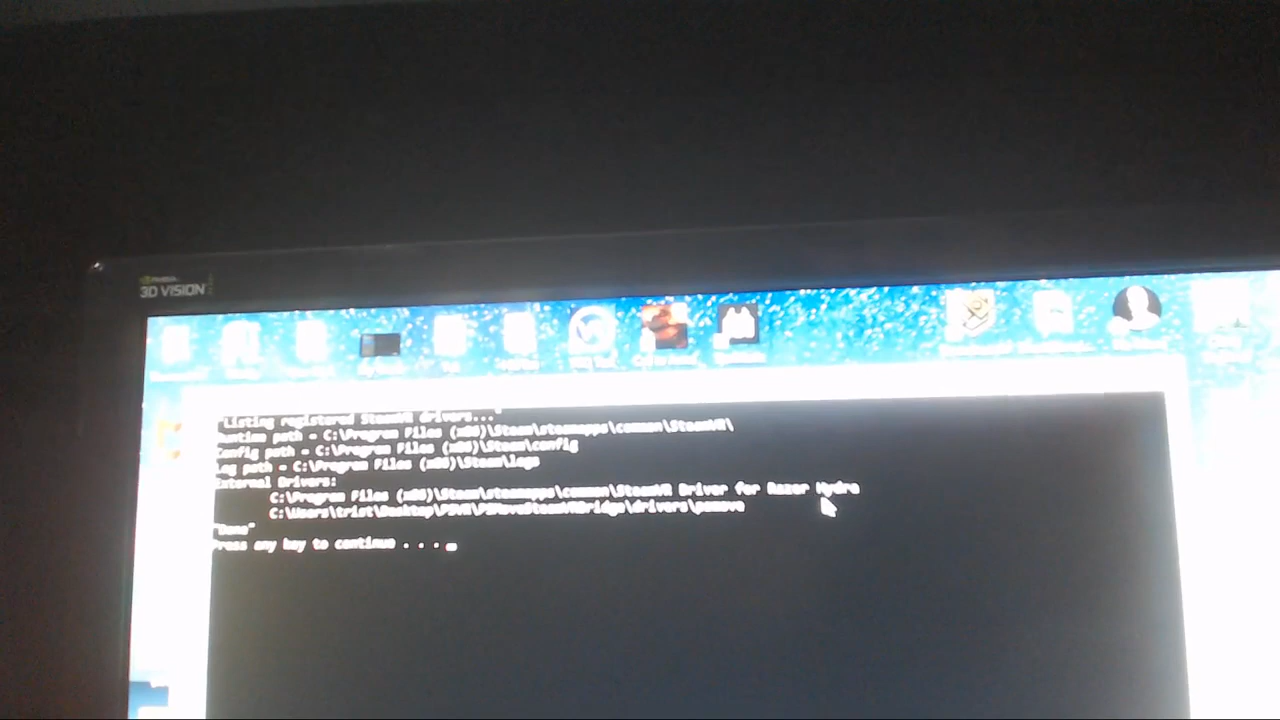 NVIDIA
3D VISION
"Listing registered SteamVR drivers..."
Runtime path = C:\Program Files (x86)\Steam\steamapps\common\SteamVR\
Config path = C:\Program Files (x86)\Steam\config
Log path = C:\Program Files (x86)\Steam\logs
External Drivers:
C:\Program Files (x86)\Steam\steamapps\common\SteamVR Driver for Razer Hydra
C:\Users\trist\Desktop\PSVR\PSMoveSteamVRBridge\drivers\psmove
"Done"
Press any key to continue . . .